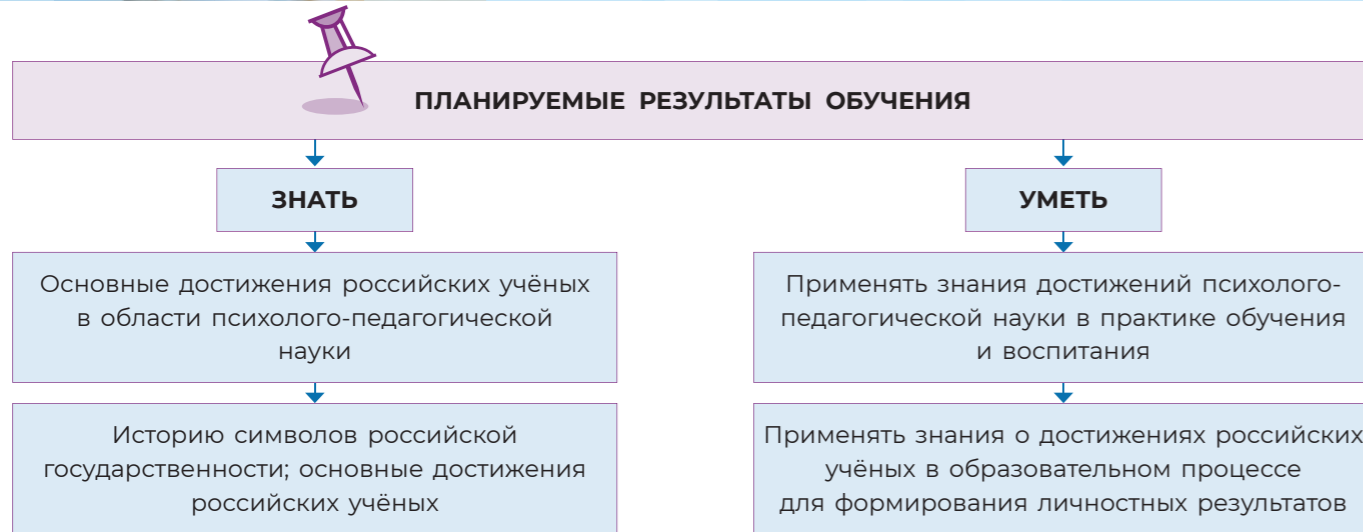 ПЛАНИРУЕМЫЕ РЕЗУЛЬТАТЫ ОБУЧЕНИЯ
ЗНАТЬ
Основные достижения российских учёных
в области психолого-педагогической
науки
Историю символов российской
государственности; основные достижения
российских учёных
УМЕТЬ
Применять знания достижений психолого-
педагогической науки в практике обучения
и воспитания
Применять знания о достижениях российских
учёных в образовательном процессе
для формирования личностных результатов